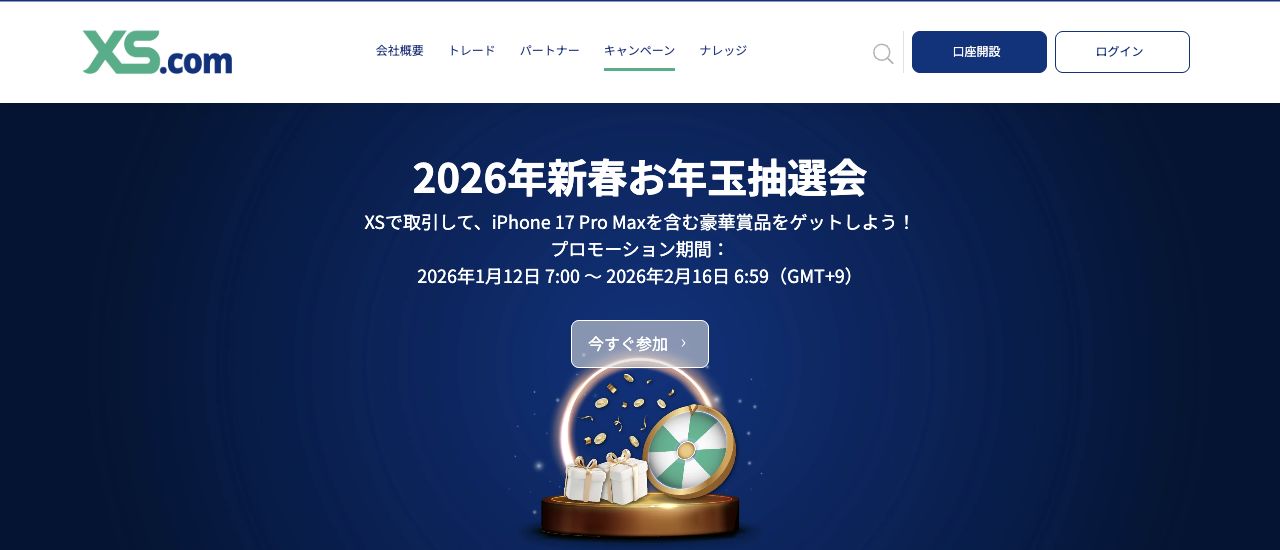 XS.com
会社概要
トレード
パートナー
キャンペーン
ナレッジ
口座開設
ログイン
2026年新春お年玉抽選会
XSで取引して、iPhone 17 Pro Maxを含む豪華賞品をゲットしよう！
プロモーション期間：
2026年1月12日 7:00 〜 2026年2月16日 6:59（GMT+9）
今すぐ参加